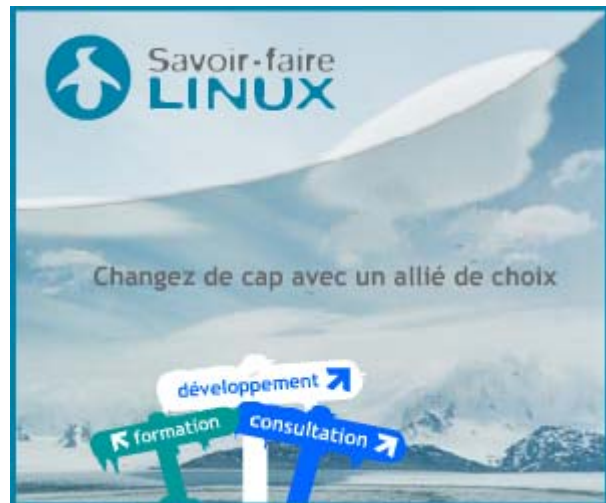 Savoir-faire
LINUX
Changez de cap avec un allié de choix
développement
formation
consultation